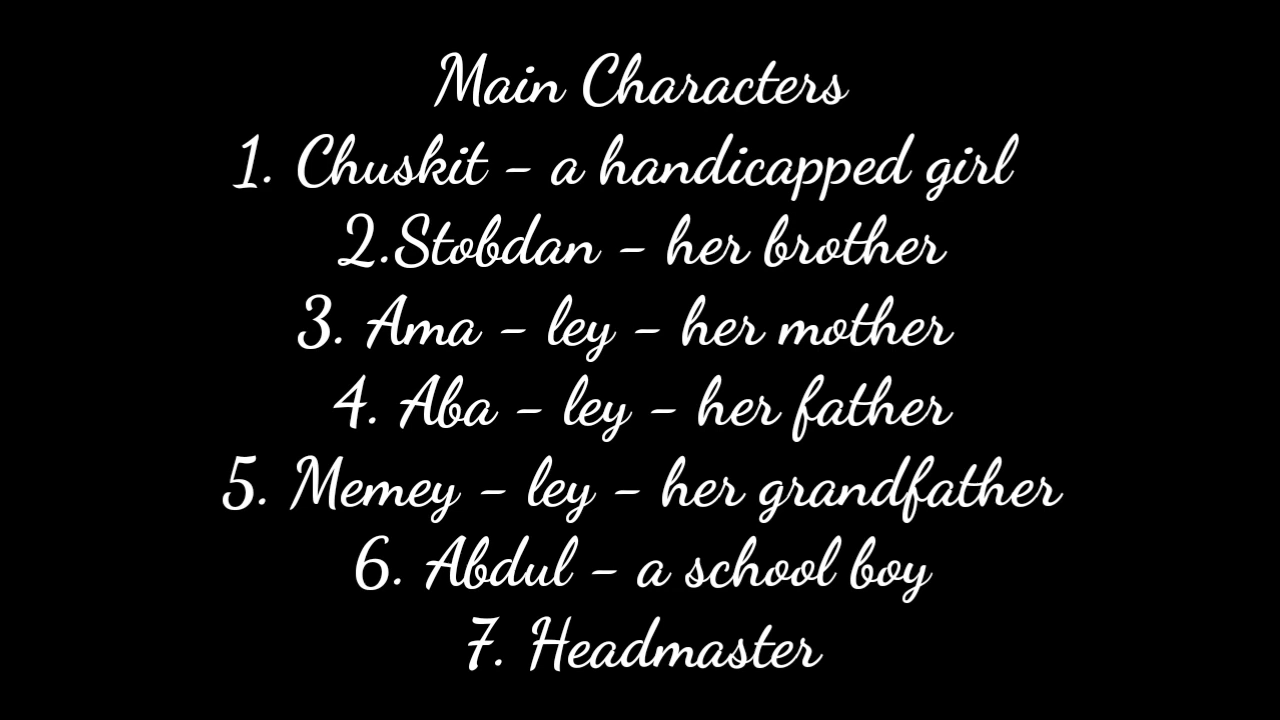 Main Characters
1. Chuskit - a handicapped girl
2.Stobdan - her brother
3. Ama - ley - her mother
4. Aba - ley - her father
5. Memey - ley - her grandfather
6. Abdul - a school boy
7. Headmaster